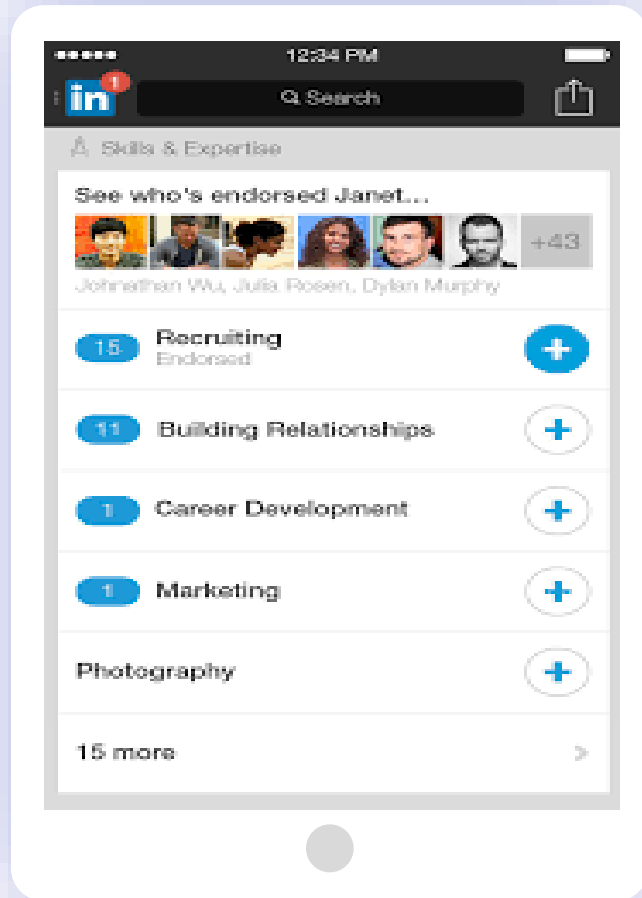 12:34 PM
in
1
Search
Skills & Expertise
See who's endorsed Janet...
+43
Johnathan Wu, Julia Rosen, Dylan Murphy
15 Recruiting
Endorsed
11 Building Relationships
1 Career Development
1 Marketing
Photography
15 more